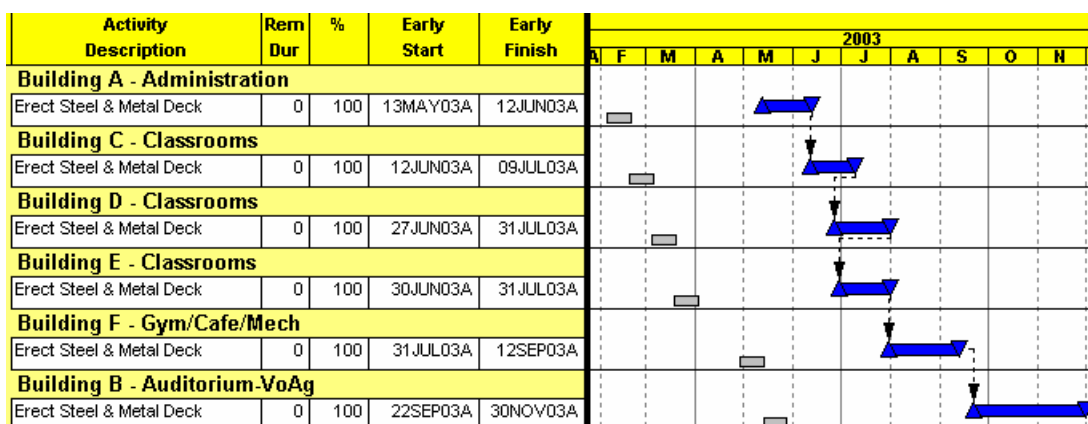 Activity Rem % Early Early
Description Dur Start Finish
2003
A F M A M J J A S O N
Building A - Administration
Erect Steel & Metal Deck 0 100 13MAY03A 12JUN03A
Building C - Classrooms
Erect Steel & Metal Deck 0 100 12JUN03A 09JUL03A
Building D - Classrooms
Erect Steel & Metal Deck 0 100 27JUN03A 31JUL03A
Building E - Classrooms
Erect Steel & Metal Deck 0 100 30JUN03A 31JUL03A
Building F - Gym/Cafe/Mech
Erect Steel & Metal Deck 0 100 31JUL03A 12SEP03A
Building B - Auditorium-VoAg
Erect Steel & Metal Deck 0 100 22SEP03A 30NOV03A